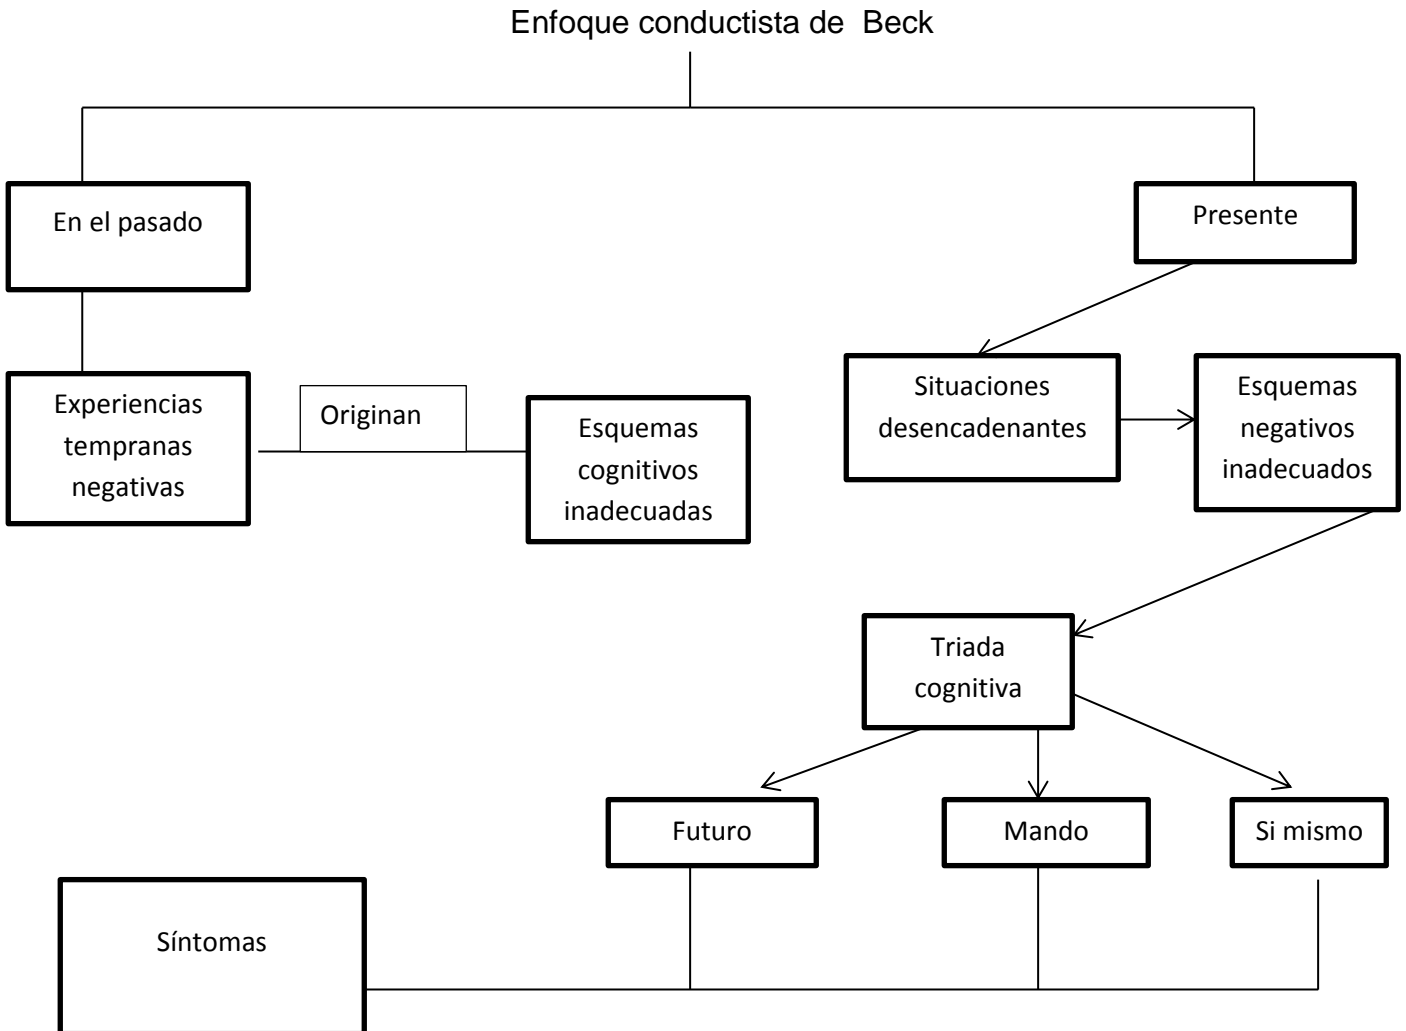 Enfoque conductista de Beck
En el pasado
Presente
Experiencias
tempranas
negativas
Originan
Esquemas
cognitivos
inadecuadas
Situaciones
desencadenantes
Esquemas
negativos
inadecuados
Triada
cognitiva
Futuro
Mando
Si mismo
Síntomas